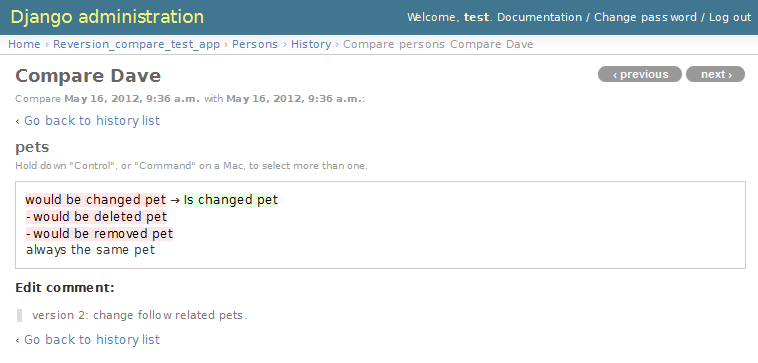 Django administration
Welcome, test. Documentation / Change password / Log out
Home › Reversion_compare_test_app › Persons › History › Compare persons Compare Dave
Compare Dave
‹ previous
next ›
Compare May 16, 2012, 9:36 a.m. with May 16, 2012, 9:36 a.m.:
‹ Go back to history list
pets
Hold down "Control", or "Command" on a Mac, to select more than one.
would be changed pet → Is changed pet
- would be deleted pet
- would be removed pet
always the same pet
Edit comment:
version 2: change follow related pets.
‹ Go back to history list